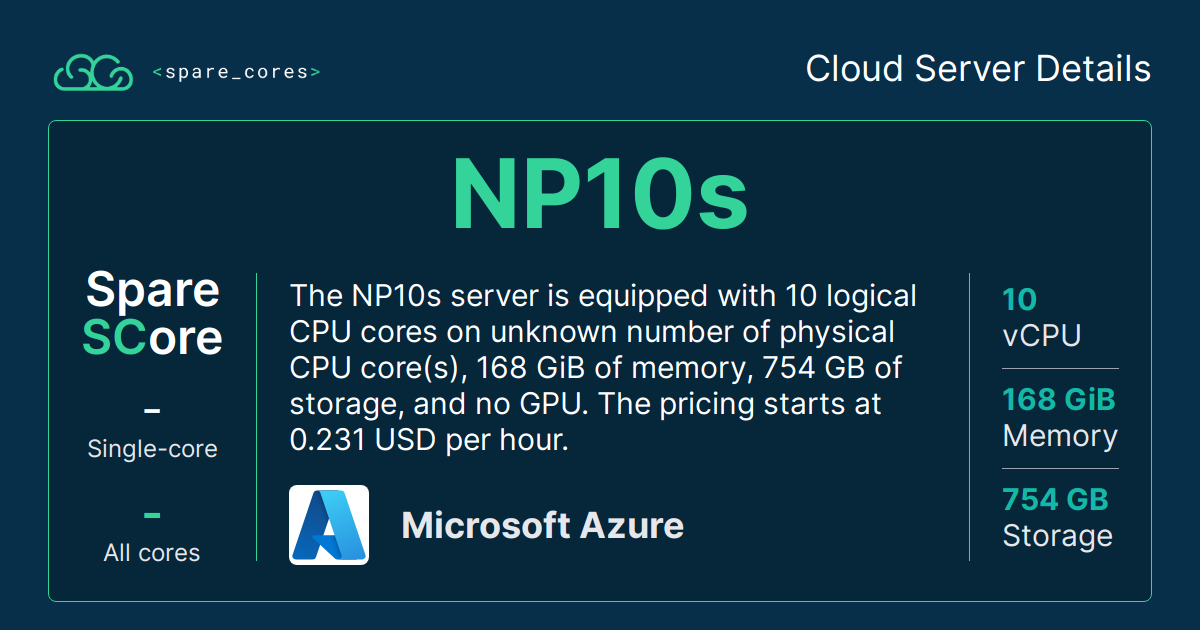 <spare_cores>
Cloud Server Details
NP10s
Spare
SCore
-
Single-core
-
All cores
The NP10s server is equipped with 10 logical
CPU cores on unknown number of physical
CPU core(s), 168 GiB of memory, 754 GB of
storage, and no GPU. The pricing starts at
0.231 USD per hour.
Microsoft Azure
10
vCPU
168 GiB
Memory
754 GB
Storage